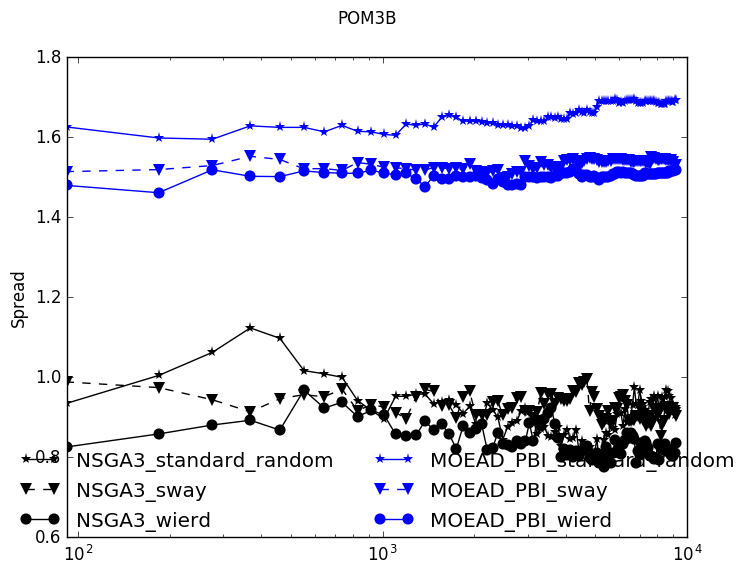 POM3B
1.8
1.6
1.4
1.2
1.0
0.8
0.6
Spread
NSGA3_standard_random
NSGA3_sway
NSGA3_wierd
MOEAD_PBI_standard_random
MOEAD_PBI_sway
MOEAD_PBI_wierd
10² 10³ 10⁴